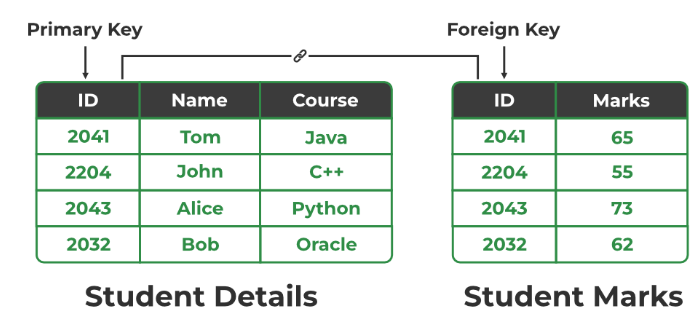 Primary Key
Foreign Key
ID Name Course
2041 Tom Java
2204 John C++
2043 Alice Python
2032 Bob Oracle
Student Details
ID Marks
2041 65
2204 55
2043 73
2032 62
Student Marks